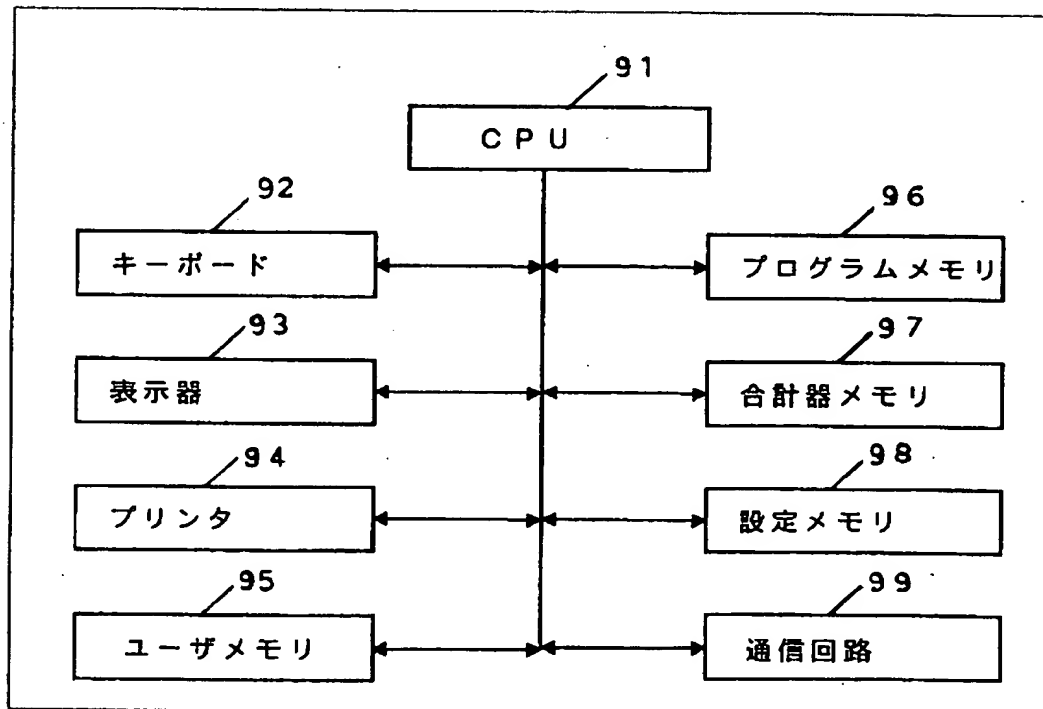 91
CPU
92
キーボード
96
プログラムメモリ
93
表示器
97
合計器メモリ
94
プリンタ
98
設定メモリ
95
ユーザメモリ
99
通信回路